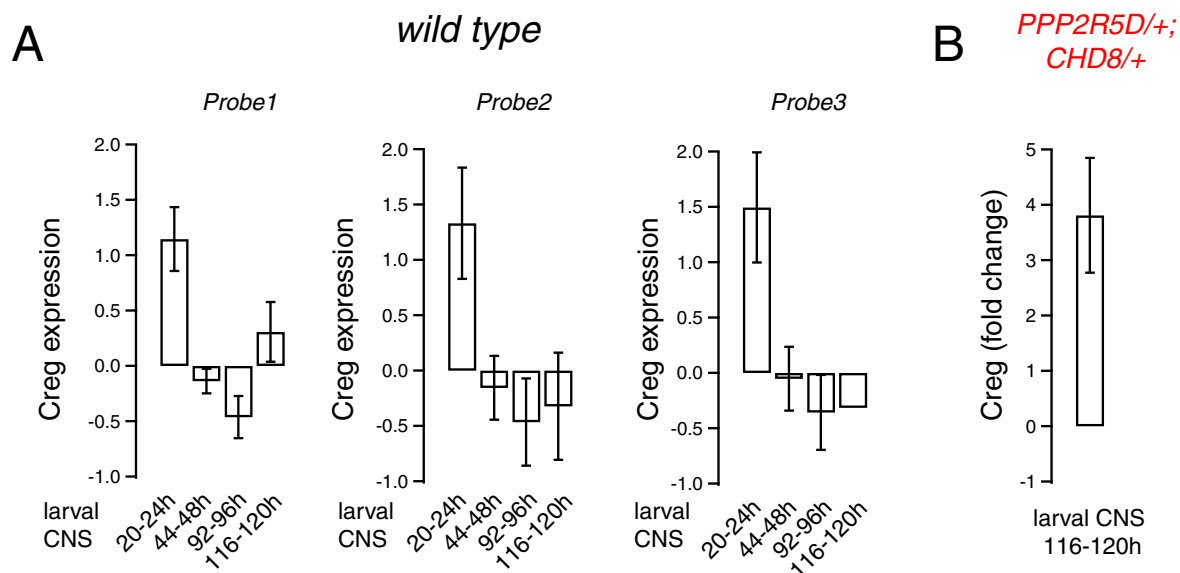 A
wild type
B
PPP2R5D/+;
CHD8/+
Probe1
Probe2
Probe3
Creg expression
2.0
1.5
1.0
0.5
0.0
-0.5
-1.0
larval
CNS
20-24h
44-48h
92-96h
116-120h
Creg expression
2.0
1.5
1.0
0.5
0.0
-0.5
-1.0
20-24h
44-48h
92-96h
116-120h
Creg expression
2.0
1.5
1.0
0.5
0.0
-0.5
-1.0
larval
CNS
20-24h
44-48h
92-96h
116-120h
Creg (fold change)
5
4
3
2
1
0
-1
larval CNS
116-120h